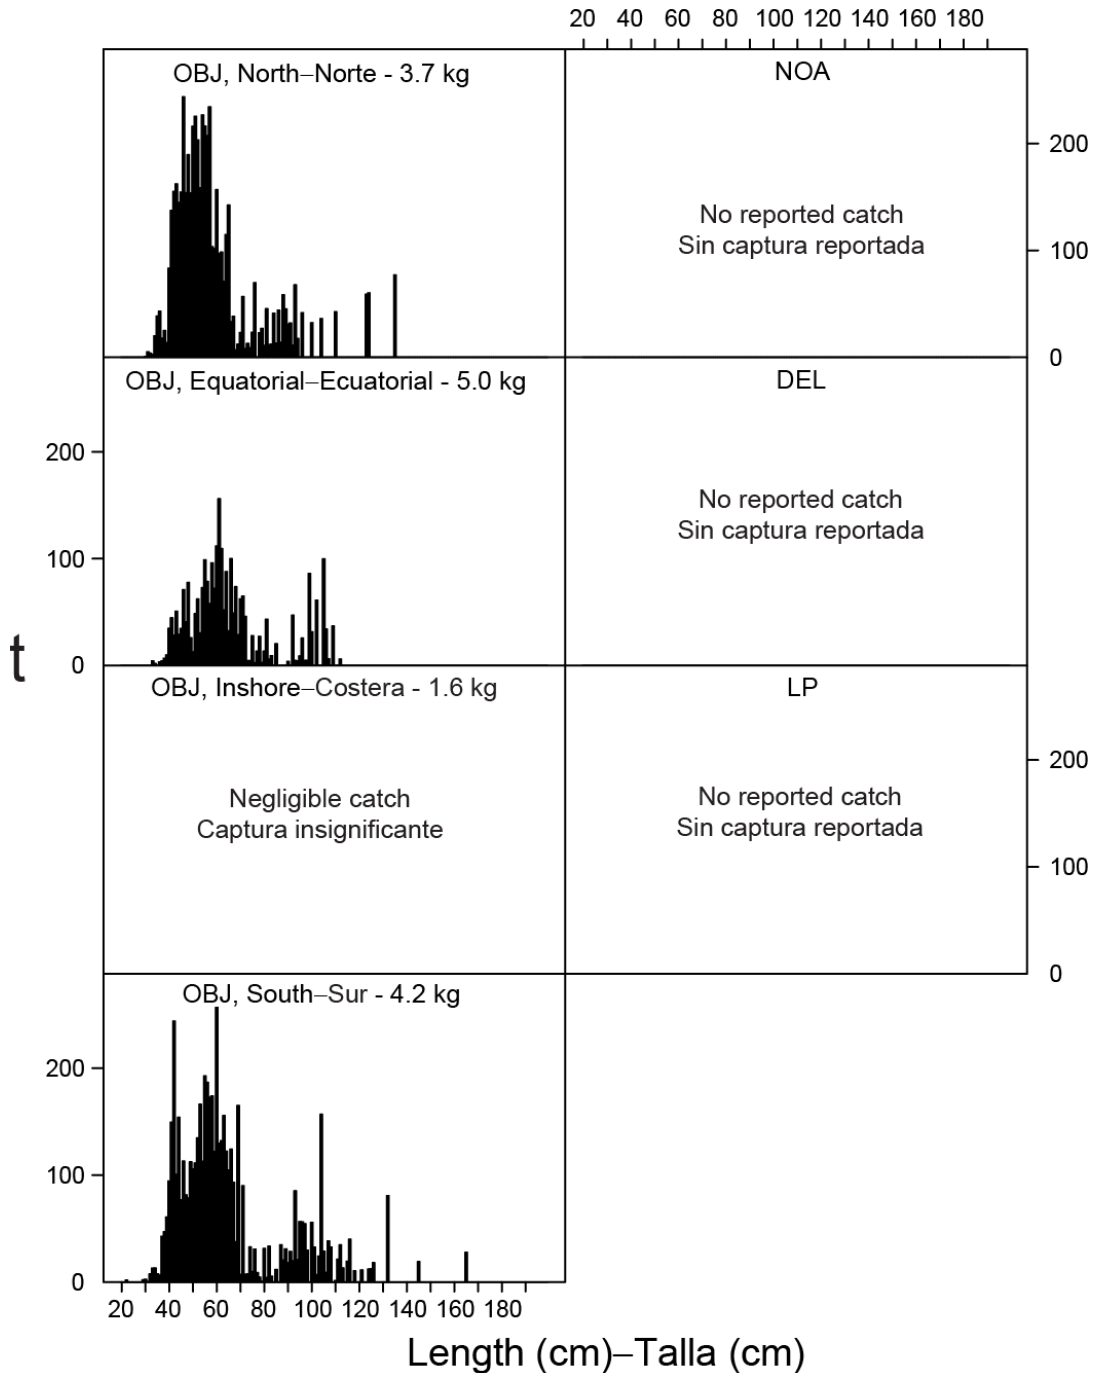 20 40 60 80 100 120 140 160 180
OBJ, North–Norte - 3.7 kg
NOA
200
No reported catch
Sin captura reportada
100
0
OBJ, Equatorial–Ecuatorial - 5.0 kg
DEL
200
No reported catch
Sin captura reportada
100
t
0
OBJ, Inshore–Costera - 1.6 kg
LP
200
Negligible catch
Captura insignificante
No reported catch
Sin captura reportada
100
0
OBJ, South–Sur - 4.2 kg
200
100
0
20 40 60 80 100 120 140 160 180
Length (cm)–Talla (cm)